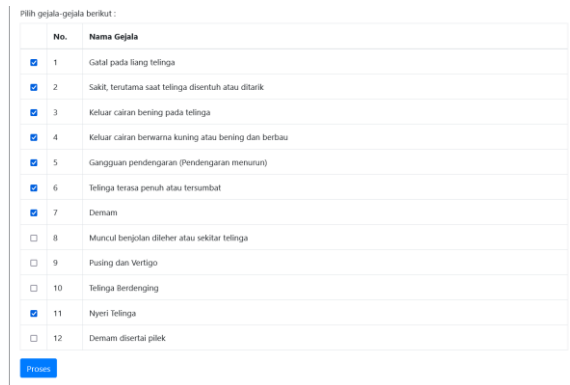 Pilih gejala-gejala berikut :
No. Nama Gejala
1 Gatal pada liang telinga
2 Sakit, terutama saat telinga disentuh atau ditarik
3 Keluar cairan bening pada telinga
4 Keluar cairan berwarna kuning atau bening dan berbau
5 Gangguan pendengaran (Pendengaran menurun)
6 Telinga terasa penuh atau tersumbat
7 Demam
8 Muncul benjolan dileher atau sekitar telinga
9 Pusing dan Vertigo
10 Telinga Berdenging
11 Nyeri Telinga
12 Demam disertai pilek
Proses